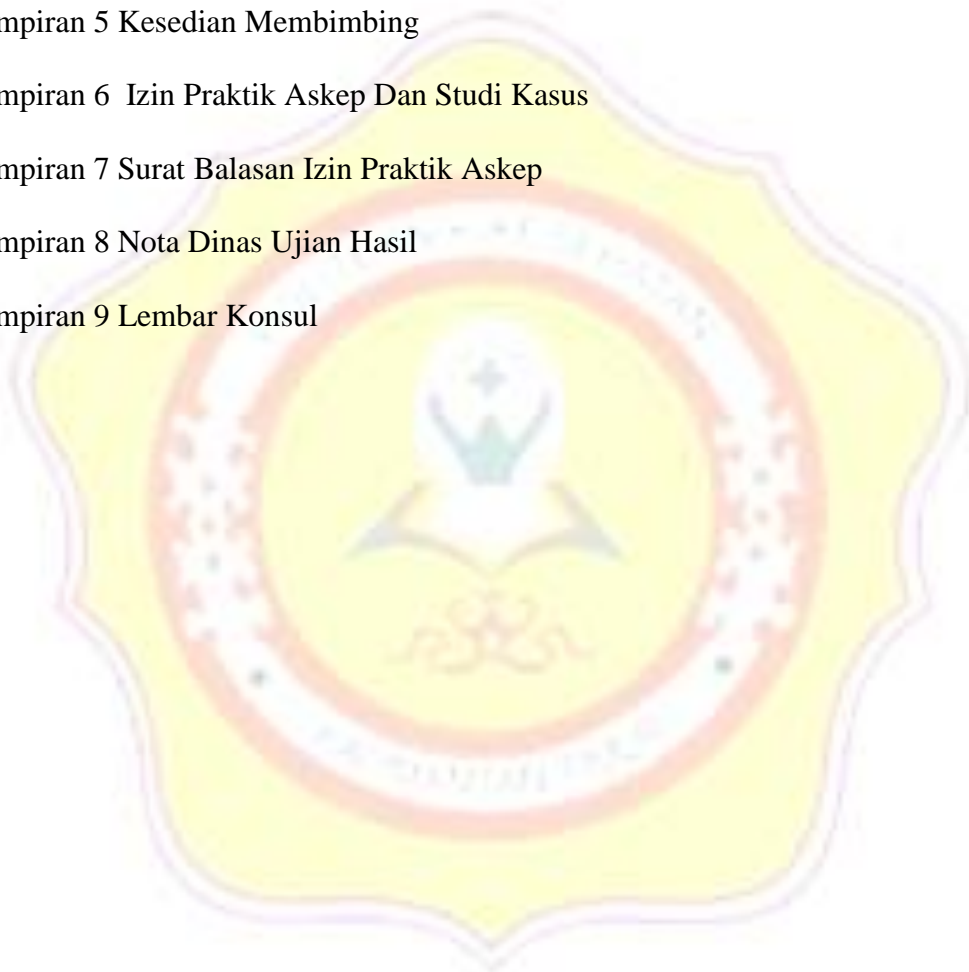 mpiran 5 Kesedian Membimbing
mpiran 6 Izin Praktik Askep Dan Studi Kasus
mpiran 7 Surat Balasan Izin Praktik Askep
mpiran 8 Nota Dinas Ujian Hasil
mpiran 9 Lembar Konsul